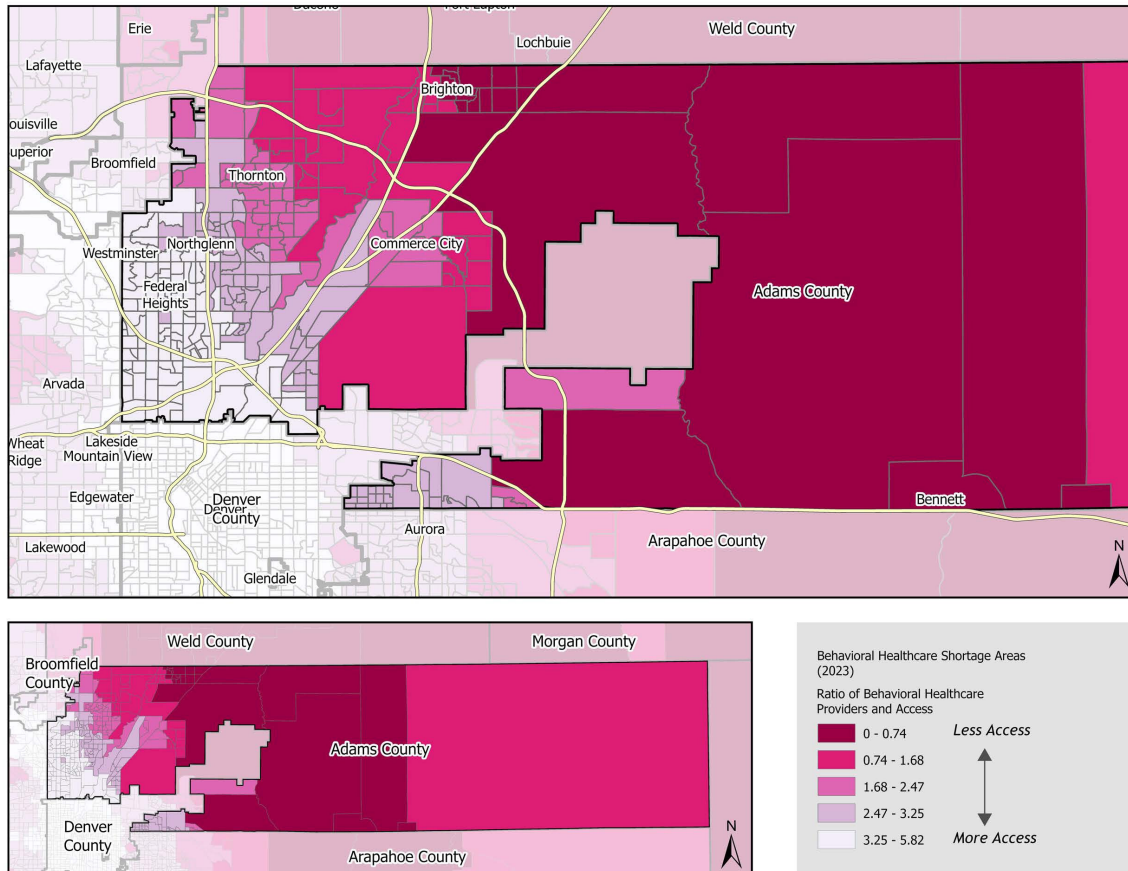 Erie
Lochbuie
Weld County
Lafayette
Brighton
ouisville
uperior
Broomfield
Thornton
Westminster
Northglenn
Commerce City
Federal
Heights
Adams County
Arvada
Wheat
Ridge
Lakeside
Mountain View
Edgewater
Denver
County
Denver
Bennett
Aurora
Lakewood
Arapahoe County
Glendale
N
Weld County
Morgan County
Broomfield
County
Adams County
Denver
County
Arapahoe County
N
Behavioral Healthcare Shortage Areas
(2023)
Ratio of Behavioral Healthcare
Providers and Access
0 - 0.74
Less Access
0.74 - 1.68
1.68 - 2.47
2.47 - 3.25
3.25 - 5.82
More Access